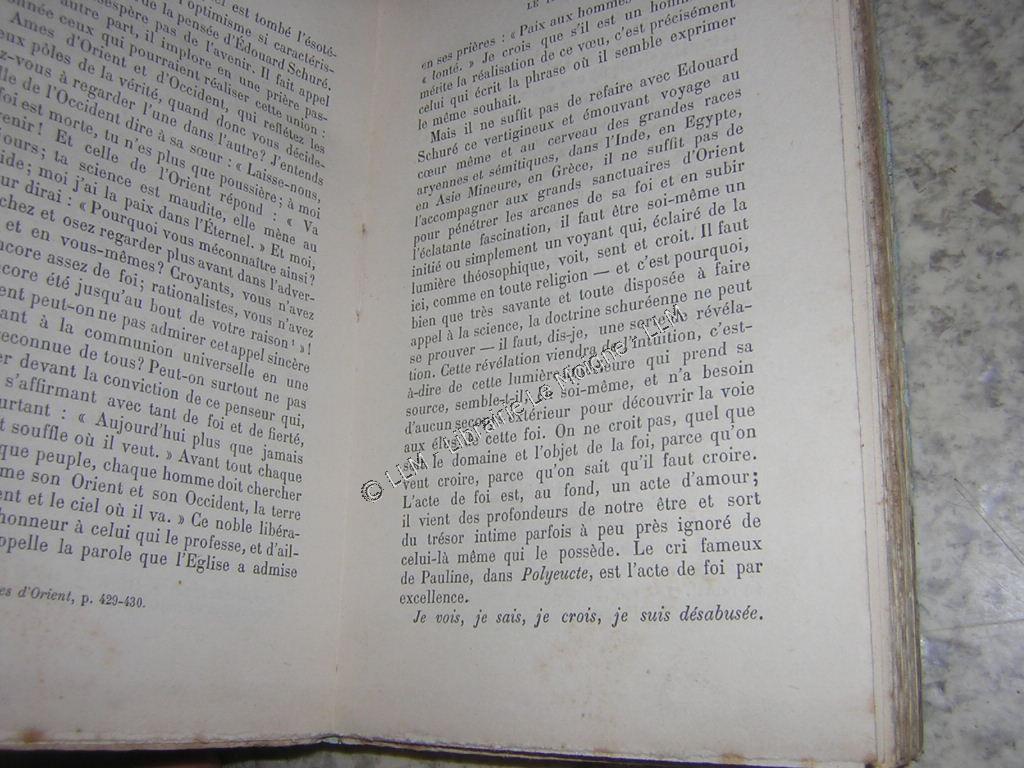 est tombé l'ésoté-
l'optimisme si caractéris-
que la pensée d'Édouard Schuré.
désespère pas de l'avenir. Il fait appel
autre part, il implore en une prière pas-
ceux qui pourraient réaliser cette union :
Ames d'Orient et d'Occident, qui reflétez les
pôles de la vérité, quand donc vous décide-
à regarder l'une dans l'autre? J'entends
de l'Occident dire à sa sœur : « Laisse-nous,
foi est morte, tu n'es plus que poussière; à moi
Et celle de l'Orient répond : « Va
ta science est maudite, elle mène au
moi j'ai la paix dans l'Éternel. » Et moi,
dirai : « Pourquoi vous méconnaître ainsi?
et osez regarder plus avant dans l'adver-
et en vous-mêmes? Croyants, vous n'avez
encore assez de foi; rationalistes, vous n'avez
été jusqu'au bout de votre raison ¹ »!
peut-on ne pas admirer cet appel sincère
à la communion universelle en une
reconnue de tous? Peut-on surtout ne pas
devant la conviction de ce penseur qui,
s'affirmant avec tant de foi et de fierté,
: « Aujourd'hui plus que jamais
souffle où il veut. » Avant tout chaque
que peuple, chaque homme doit chercher
son Orient et son Occident, la terre
et le ciel où il va. » Ce noble libéra-
honneur à celui qui le professe, et d'ail-
la parole que l'Eglise a admise
d'Orient, p. 429-430.
LE
en ses prières : « Paix aux hommes
« lonté. » Je crois que s'il est un homme
mérite la réalisation de ce vœu, c'est précisément
celui qui écrit la phrase où il semble exprimer
le même souhait.
Mais il ne suffit pas de refaire avec Edouard
Schuré ce vertigineux et émouvant voyage au
cœur même et au cerveau des grandes races
aryennes et sémitiques, dans l'Inde, en Egypte,
en Asie Mineure, en Grèce, il ne suffit pas de
l'accompagner aux grands sanctuaires d'Orient
pour pénétrer les arcanes de sa foi et en subir
l'éclatante fascination, il faut être soi-même un
initié ou simplement un voyant qui, éclairé de la
lumière théosophique, voit, sent et croit. Il faut
ici, comme en toute religion — et c'est pourquoi,
bien que très savante et toute disposée à faire
appel à la science, la doctrine schuréenne ne peut
se prouver — il faut, dis-je, une sorte de révéla-
tion. Cette révélation viendra de l'intuition, c'est-
à-dire de cette lumière intérieure qui prend sa
source, semble-t-il, en soi-même, et n'a besoin
d'aucun secours extérieur pour découvrir la voie
aux élus de cette foi. On ne croit pas, quel que
soit le domaine et l'objet de la foi, parce qu'on
veut croire, parce qu'on sait qu'il faut croire.
L'acte de foi est, au fond, un acte d'amour;
il vient des profondeurs de notre être et sort
du trésor intime parfois à peu près ignoré de
celui-là même qui le possède. Le cri fameux
de Pauline, dans Polyeucte, est l'acte de foi par
excellence.
Je vois, je sais, je crois, je suis désabusée.
© LLM - Librairie Le Molone - LLM